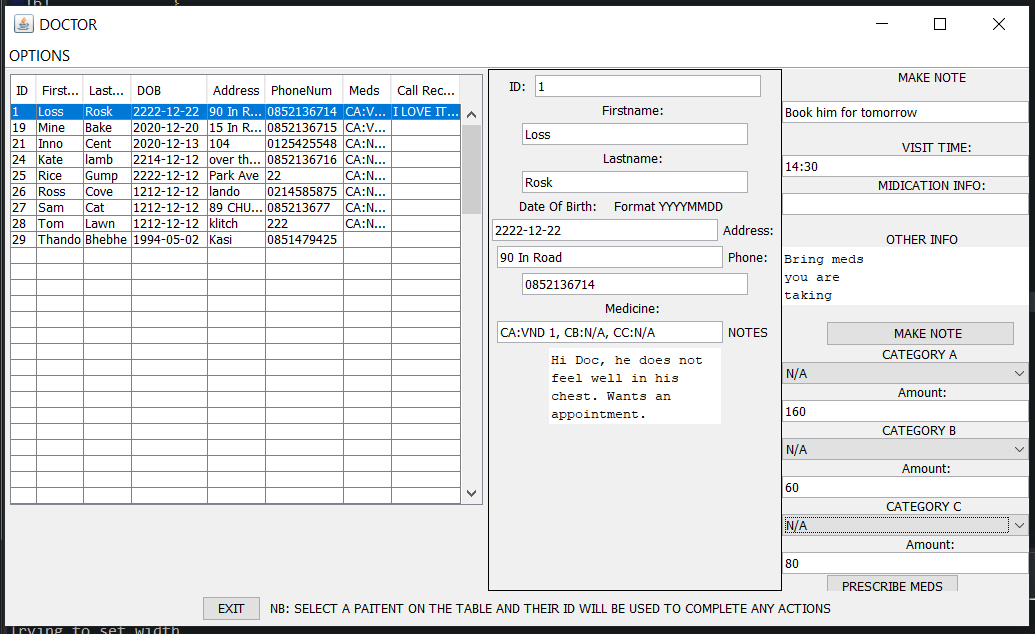 DOCTOR
OPTIONS
ID First... Last... DOB Address PhoneNum Meds Call Rec...
1 Loss Rosk 2222-12-22 90 In R... 0852136714 CA:V... I LOVE IT...
19 Mine Bake 2020-12-20 15 In R... 0852136715 CA:V...
21 Inno Cent 2020-12-13 104 0125425548 CA:N...
24 Kate lamb 2214-12-12 over th... 0852136716 CA:N...
25 Rice Gump 2222-12-12 Park Ave 22 CA:N...
26 Ross Cove 1212-12-12 lando 0214585875 CA:N...
27 Sam Cat 1212-12-12 89 CHU... 085213677 CA:N...
28 Tom Lawn 1212-12-12 klitch 222 CA:N...
29 Thando Bhebhe 1994-05-02 Kasi 0851479425
ID: 1
Firstname:
Loss
Lastname:
Rosk
Date Of Birth: Format YYYYMMDD
2222-12-22 Address:
90 In Road Phone:
0852136714
Medicine:
CA:VND 1, CB:N/A, CC:N/A NOTES
Hi Doc, he does not
feel well in his
chest. Wants an
appointment.
MAKE NOTE
Book him for tomorrow
VISIT TIME:
14:30
MIDICATION INFO:
OTHER INFO
Bring meds
you are
taking
MAKE NOTE
CATEGORY A
N/A
Amount:
160
CATEGORY B
N/A
Amount:
60
CATEGORY C
N/A
Amount:
80
PRESCRIBE MEDS
EXIT NB: SELECT A PAITENT ON THE TABLE AND THEIR ID WILL BE USED TO COMPLETE ANY ACTIONS
Trying to set width